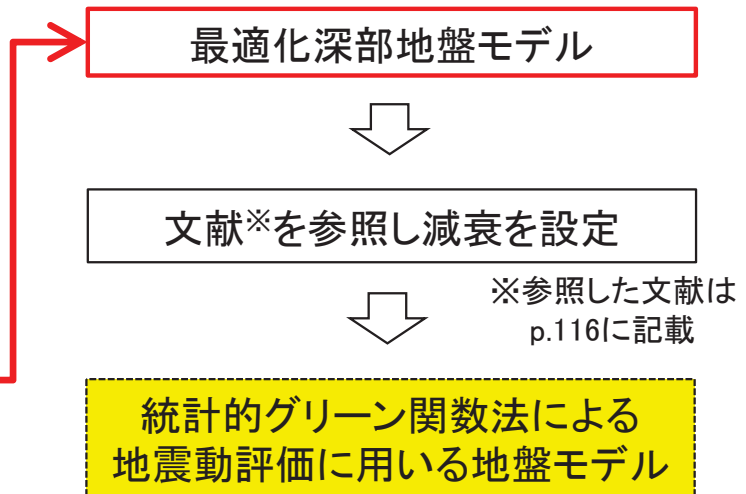 最適化深部地盤モデル
文献※を参照し減衰を設定
※参照した文献は
p.116に記載
統計的グリーン関数法による
地震動評価に用いる地盤モデル